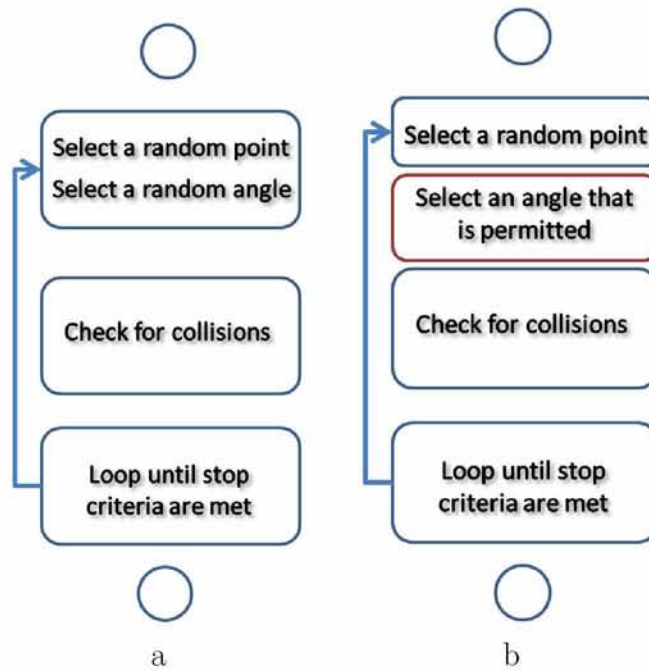 Select a random point
Select a random angle
Check for collisions
Loop until stop
criteria are met
a
Select a random point
Select an angle that
is permitted
Check for collisions
Loop until stop
criteria are met
b